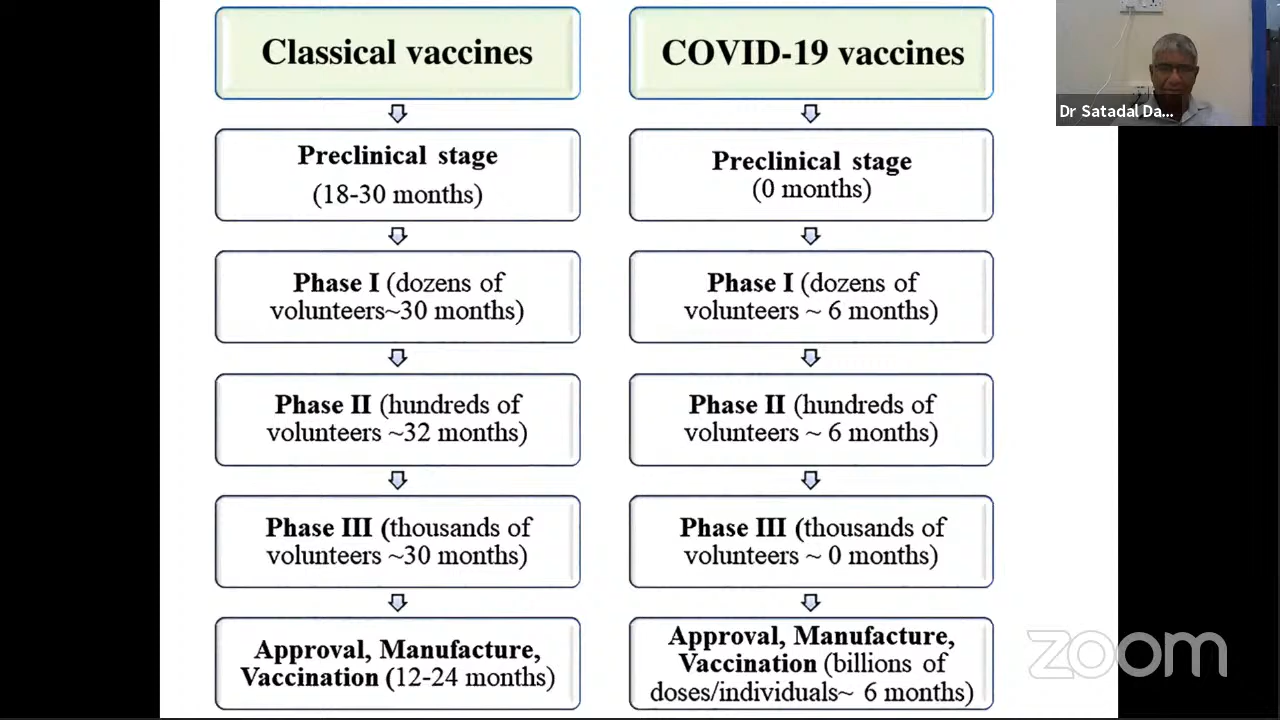 Classical vaccines
Preclinical stage
(18-30 months)
Phase I (dozens of
volunteers~30 months)
Phase II (hundreds of
volunteers ~32 months)
Phase III (thousands of
volunteers ~30 months)
Approval, Manufacture,
Vaccination (12-24 months)
COVID-19 vaccines
Preclinical stage
(0 months)
Phase I (dozens of
volunteers ~ 6 months)
Phase II (hundreds of
volunteers ~ 6 months)
Phase III (thousands of
volunteers ~ 0 months)
Approval, Manufacture,
Vaccination (billions of
doses/individuals~ 6 months)
Dr Satadal Da...
zoom